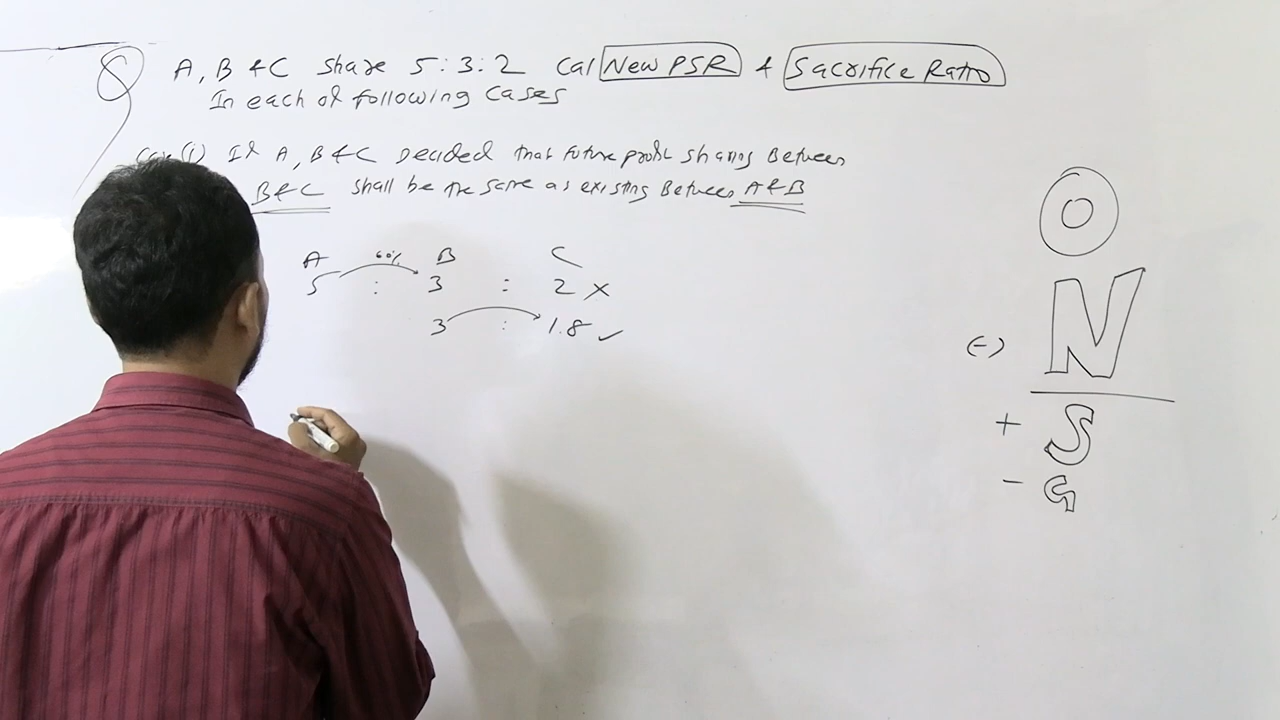 Q A, B & C share 5:3:2 Cal New PSR & Sacrifice Ratio
In each of following Cases
(i) If A, B & C Decided that future profit sharing Between
B & C shall be the same as existing Between A & B
A 60% B C
5 : 3 : 2 ×
3 : 1.8 ✓
O
(-) N
+ S
- G